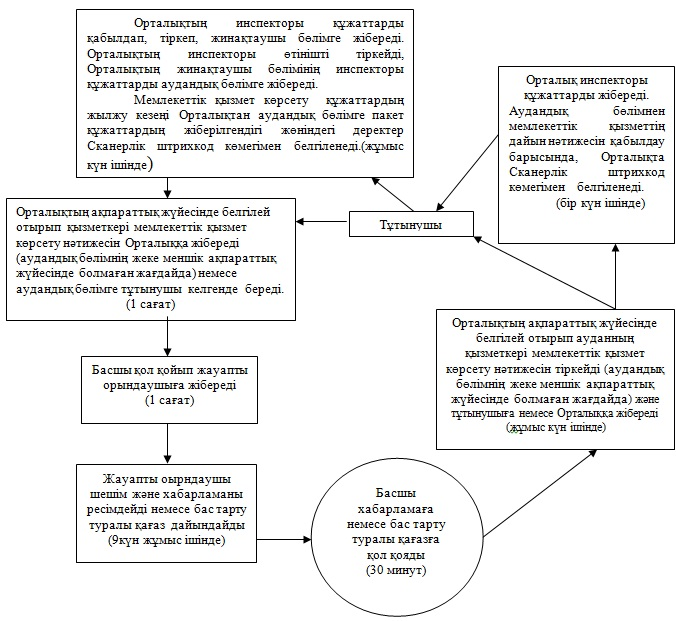 Орталықтың инспекторы құжаттарды
қабылдап, тіркеп, жинақтаушы бөлімге жібереді.
Орталықтың инспекторы өтінішті тіркейді,
Орталықтың жинақтаушы бөлімінің инспекторы
құжаттарды аудандық бөлімге жібереді.
Мемлекеттік қызмет көрсету құжаттардың
жылжу кезеңі Орталықтан аудандық бөлімге пакет
құжаттардың жіберілгендігі жөніндегі деректер
Сканерлік штрихкод көмегімен белгіленеді.(жұмыс
күн ішінде)
Орталық инспекторы
құжаттарды жібереді.
Аудандық бөлімнен
мемлекеттік қызметтің
дайын нәтижесін қабылдау
барысында, Орталықта
Сканерлік штрихкод
көмегімен белгіленеді.
(бір күн ішінде)
Тұтынушы
Орталықтың ақпараттық жүйесінде белгілей
отырып қызметкері мемлекеттік қызмет
көрсету нәтижесін Орталыққа жібереді
(аудандық бөлімнің жеке меншік ақпараттық
жүйесінде болмаған жағдайда) немесе
аудандық бөлімге тұтынушы келгенде береді.
(1 сағат)
Басшы қол қойып жауапты
орындаушыға жібереді
(1 сағат)
Жауапты оырндаушы
шешім және хабарламаны
ресімдейді немесе бас тарту
туралы қағаз дайындайды
(9күн жұмыс ішінде)
Басшы
хабарламаға
немесе бас тарту
туралы қағазға
қол қояды
(30 минут)
Орталықтың ақпараттық жүйесінде
белгілей отырып ауданның
қызметкері мемлекеттік қызмет
көрсету нәтижесін тіркейді (аудандық
бөлімнің жеке меншік ақпараттық
жүйесінде болмаған жағдайда) және
тұтынушыға немесе Орталыққа жібереді
(жұмыс күн ішінде)